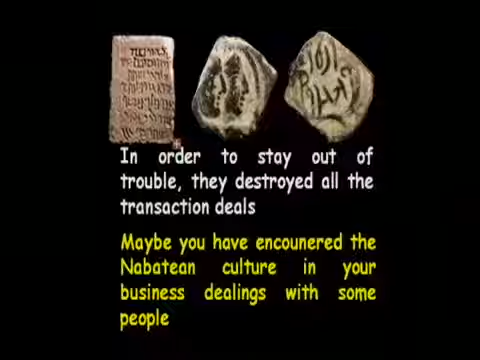 In order to stay out of
trouble, they destroyed all the
transaction deals
Maybe you have encounered the
Nabatean culture in your
business dealings with some
people